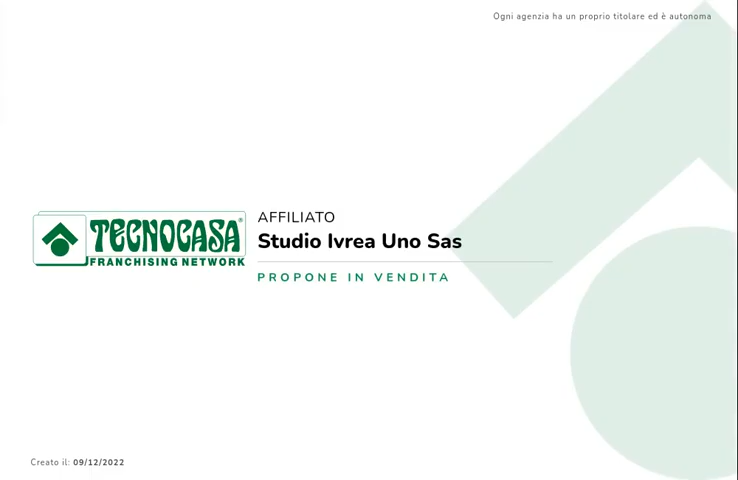 Ogni agenzia ha un proprio titolare ed è autonoma
TECNOCASA®
FRANCHISING NETWORK
AFFILIATO
Studio Ivrea Uno Sas
PROPONE IN VENDITA
Creato il: 09/12/2022